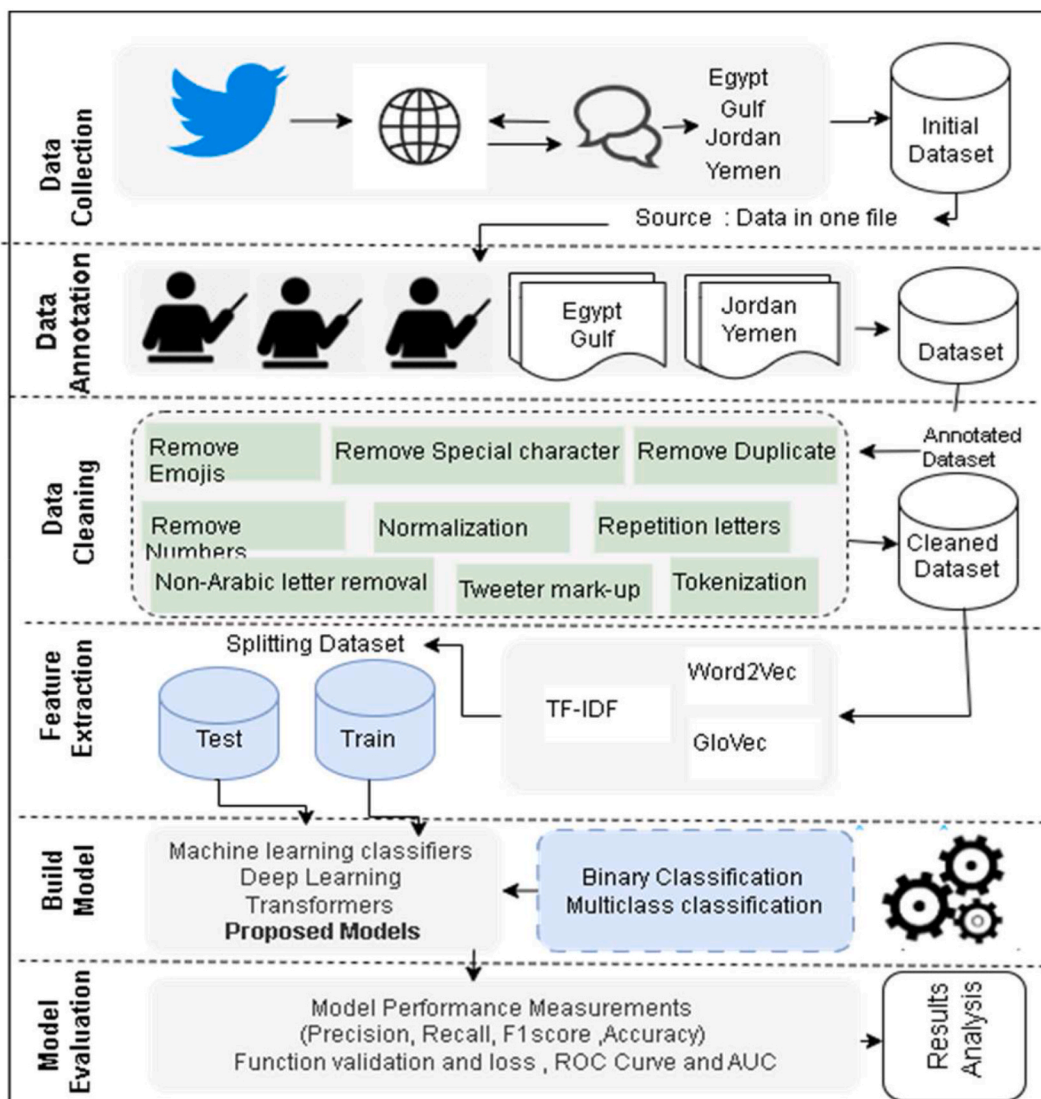 Data
Collection
Egypt
Gulf
Jordan
Yemen
Initial
Dataset
Source : Data in one file
Data
Annotation
Egypt
Gulf
Jordan
Yemen
Dataset
Data
Cleaning
Remove
Emojis
Remove Special character
Remove Duplicate
Annotated
Dataset
Remove
Numbers
Normalization
Repetition letters
Cleaned
Dataset
Non-Arabic letter removal
Tweeter mark-up
Tokenization
Feature
Extraction
Splitting Dataset
Test
Train
TF-IDF
Word2Vec
GloVec
Build
Model
Machine learning classifiers
Deep Learning
Transformers
Proposed Models
Binary Classification
Multiclass classification
Model
Evaluation
Model Performance Measurements
(Precision, Recall, F1score ,Accuracy)
Function validation and loss , ROC Curve and AUC
Results
Analysis